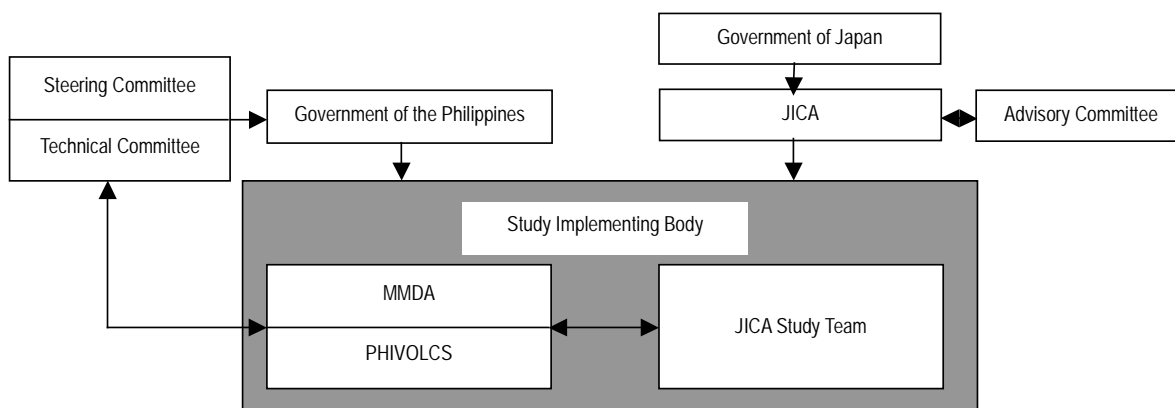 Government of Japan
Steering Committee
Government of the Philippines
JICA
Advisory Committee
Technical Committee
Study Implementing Body
MMDA
JICA Study Team
PHIVOLCS